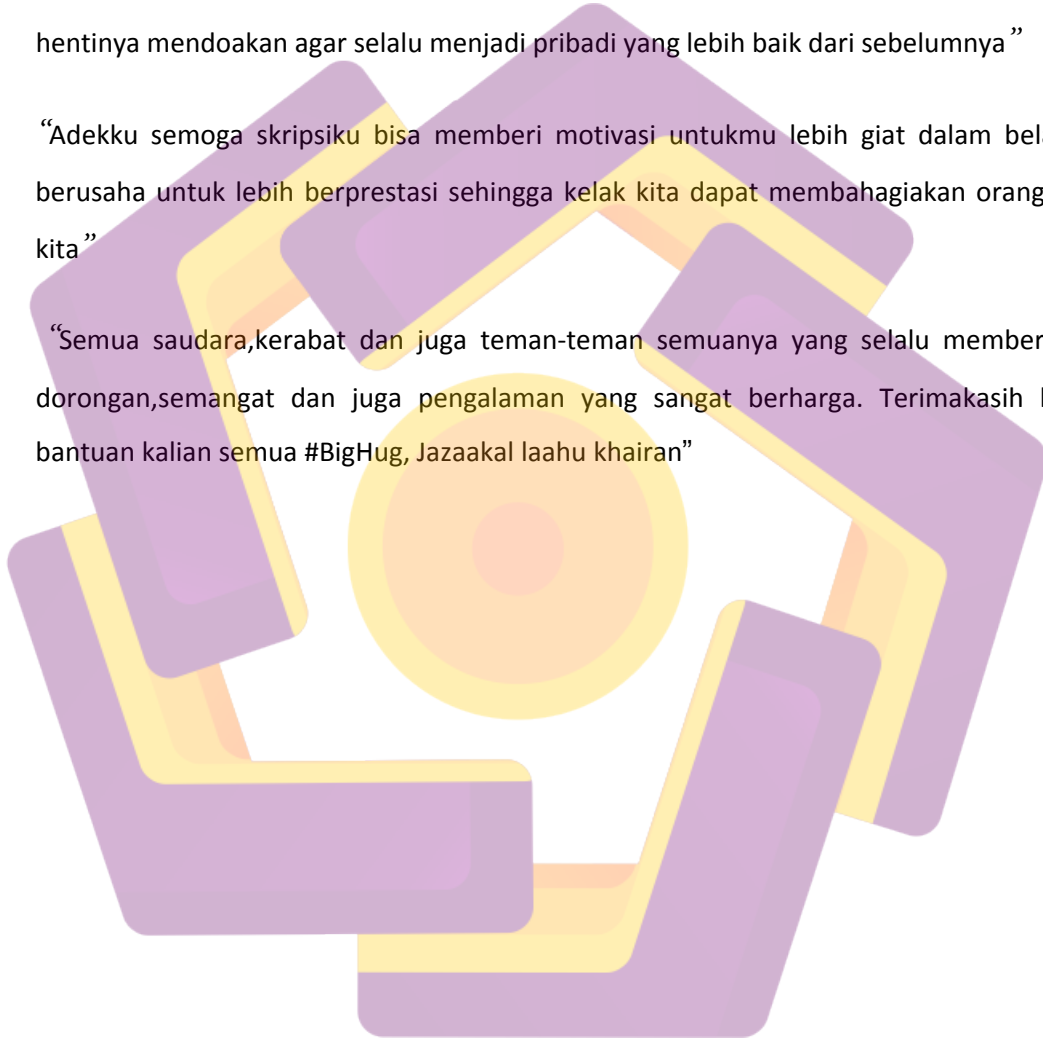 hentinya mendoakan agar selalu menjadi pribadi yang lebih baik dari sebelumnya”
“Adekku semoga skripsiku bisa memberi motivasi untukmu lebih giat dalam
berusaha untuk lebih berprestasi sehingga kelak kita dapat membahagiakan orang
kita”
“Semua saudara,kerabat dan juga teman-teman semuanya yang selalu
dorongan,semangat dan juga pengalaman yang sangat berharga. Terimakasih
bantuan kalian semua #BigHug, Jazaakal laahu khairan”